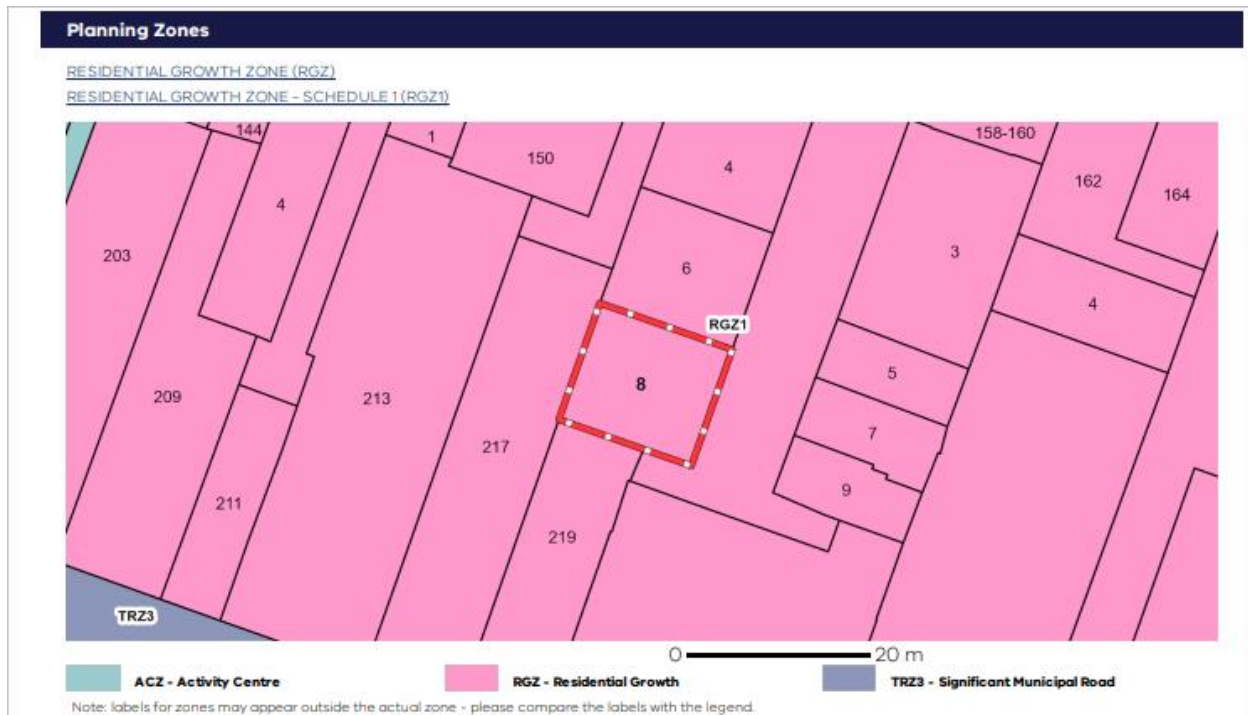 Planning Zones
RESIDENTIAL GROWTH ZONE (RGZ)
RESIDENTIAL GROWTH ZONE - SCHEDULE 1 (RGZ1)
144
1
150
4
158-160
162
164
4
203
6
3
4
RGZ1
8
5
209
213
7
217
9
211
219
TRZ3
0 20 m
ACZ - Activity Centre
RGZ - Residential Growth
TRZ3 - Significant Municipal Road
Note: labels for zones may appear outside the actual zone - please compare the labels with the legend.